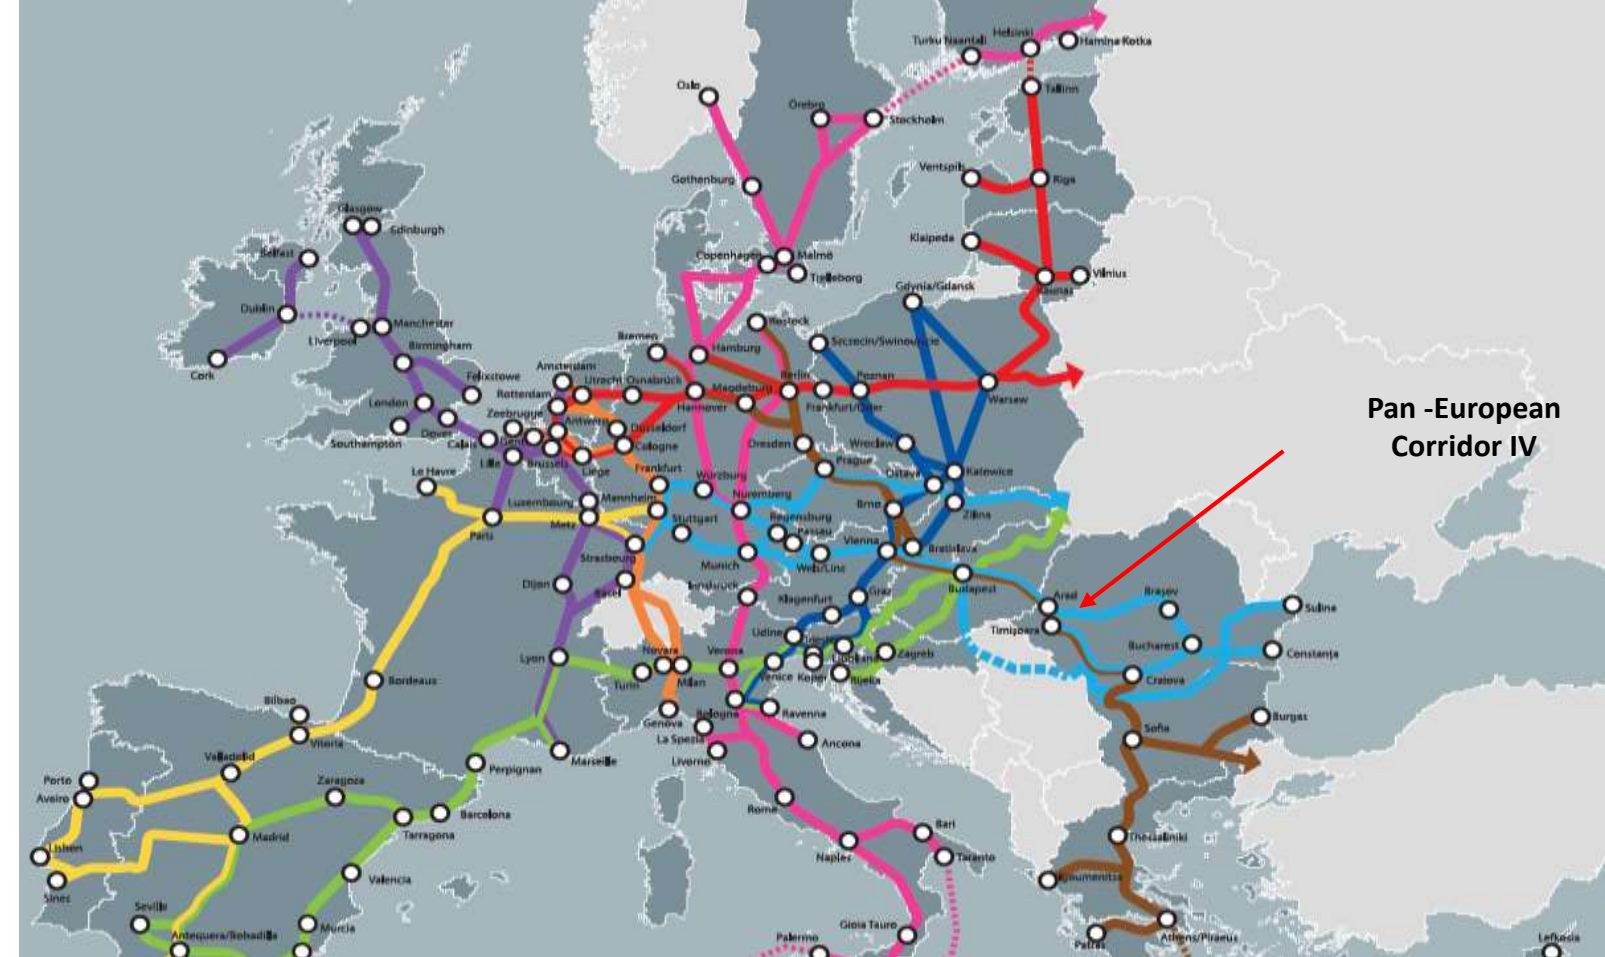 Helsinki
Turku Naantali
Hamina Kotka
Oslo
Tallinn
Örebro
Stockholm
Ventspils
Riga
Gothenburg
Glasgow
Edinburgh
Klaipeda
Belfast
Copenhagen
Malmö
Trelleborg
Vilnius
Kaunas
Gdynia/Gdansk
Dublin
Manchester
Liverpool
Rostock
Bremen
Hamburg
Szczecin/Swinoujscie
Birmingham
Cork
Felixstowe
Amsterdam
Utrecht
Osnabrück
Magdeburg
Berlin
Poznan
Rotterdam
London
Hannover
Frankfurt/Oder
Warsaw
Pan -European
Corridor IV
Zeebrugge
Antwerp
Düsseldorf
Dover
Southampton
Calais
Gent
Cologne
Dresden
Wroclaw
Lille
Brussels
Liège
Prague
Le Havre
Frankfurt
Würzburg
Ostava
Katowice
Luxembourg
Mannheim
Nuremberg
Brno
Zilina
Metz
Paris
Stuttgart
Regensburg
Passau
Vienna
Bratislava
Strasbourg
Munich
Wels/Linz
Dijon
Basel
Innsbruck
Klagenfurt
Graz
Budapest
Arad
Braşov
Sulina
Udine
Timişoara
Bucharest
Constanţa
Lyon
Novara
Verona
Ljubljana
Zagreb
Turin
Milan
Venice
Koper
Rijeka
Craiova
Bordeaux
Bilbao
Genova
Bologna
Ravenna
Burgas
Vitoria
La Spezia
Ancona
Sofia
Valladolid
Marseille
Livorno
Perpignan
Porto
Zaragoza
Aveiro
Rome
Barcelona
Madrid
Tarragona
Bari
Thessaloniki
Lisbon
Naples
Taranto
Valencia
Igoumenitsa
Sines
Seville
Murcia
Gioia Tauro
Antequera/Bobadilla
Palermo
Patras
Athens/Piraeus
Lefkosia